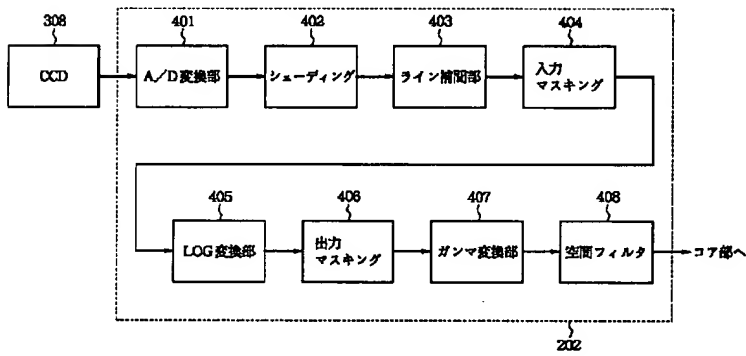 308
401
402
403
404
CCD
A/D変換部
シェーディング
ライン補間部
入力
マスキング
405
406
407
408
LOG変換部
出力
マスキング
ガンマ変換部
空間フィルタ
コア部へ
202